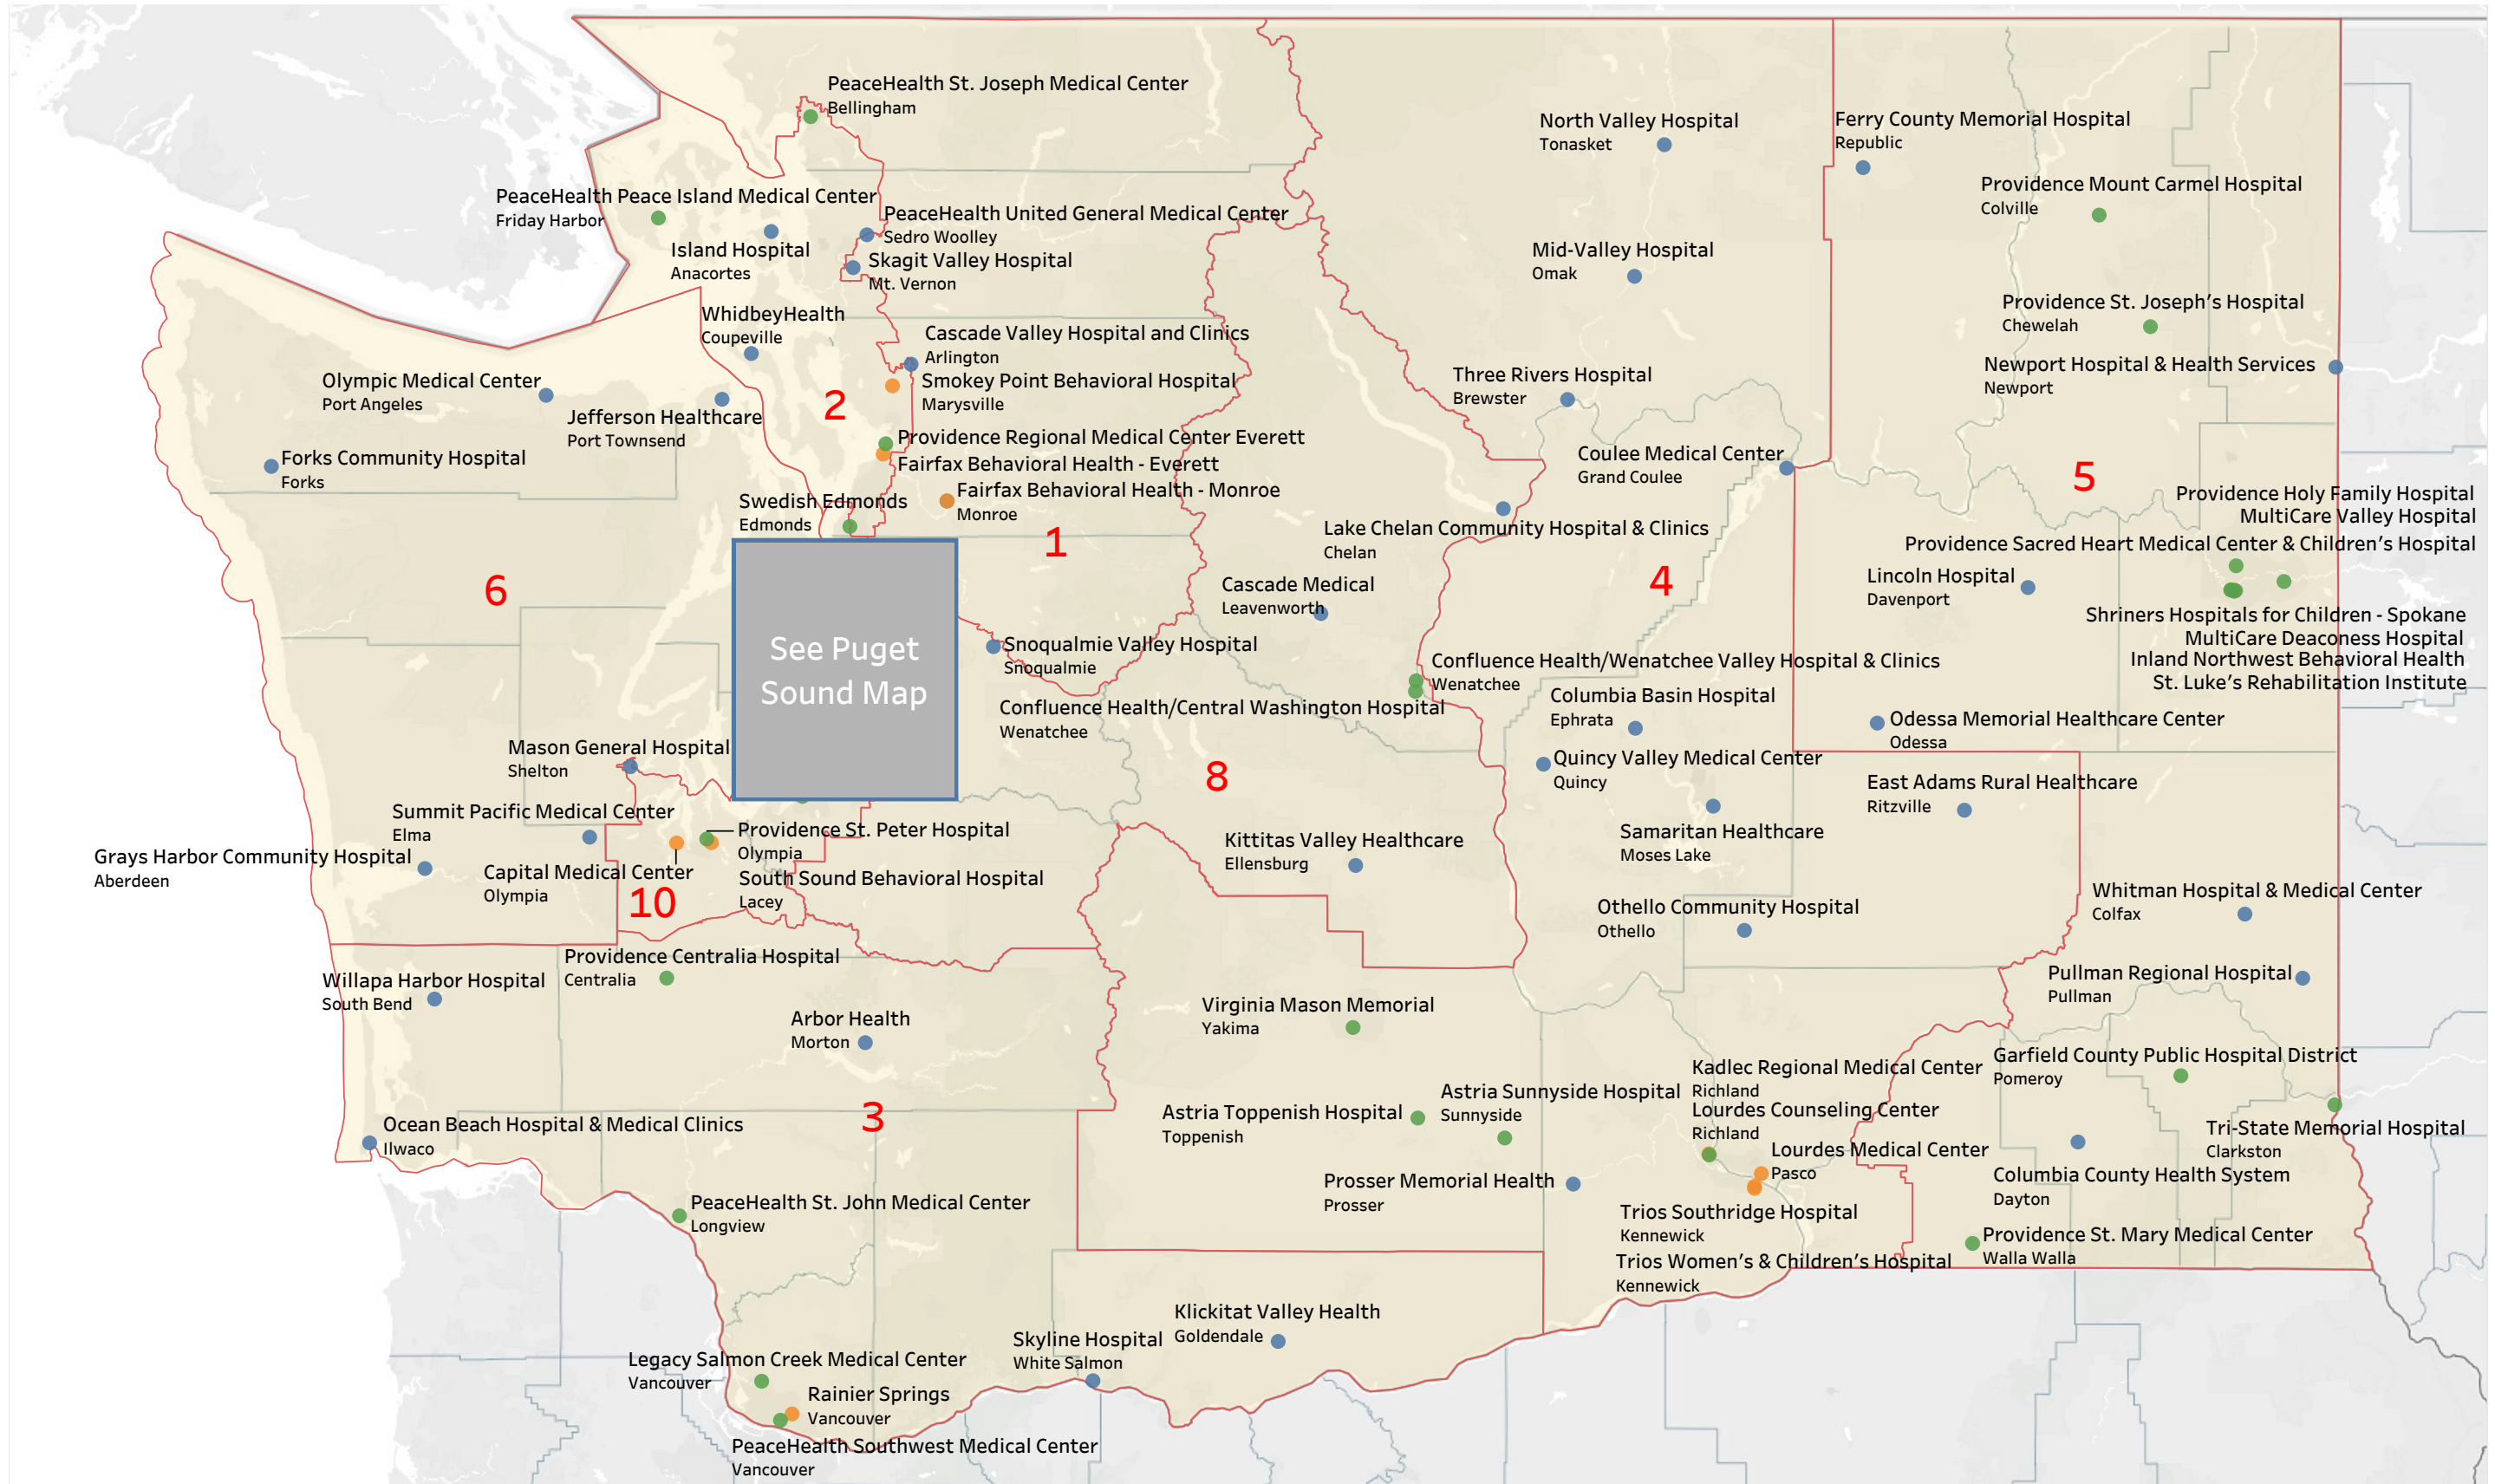 PeaceHealth St. Joseph Medical Center
Bellingham
North Valley Hospital
Tonasket
Ferry County Memorial Hospital
Republic
Providence Mount Carmel Hospital
Colville
PeaceHealth Peace Island Medical Center
Friday Harbor
PeaceHealth United General Medical Center
Sedro Woolley
Island Hospital
Anacortes
Skagit Valley Hospital
Mt. Vernon
Mid-Valley Hospital
Omak
WhidbeyHealth
Coupeville
Providence St. Joseph's Hospital
Chewelah
Cascade Valley Hospital and Clinics
Arlington
Newport Hospital & Health Services
Newport
Olympic Medical Center
Port Angeles
Smokey Point Behavioral Hospital
Marysville
Three Rivers Hospital
Brewster
2
Jefferson Healthcare
Port Townsend
Providence Regional Medical Center Everett
Forks Community Hospital
Forks
Fairfax Behavioral Health - Everett
Coulee Medical Center
Grand Coulee
5
Fairfax Behavioral Health - Monroe
Monroe
Swedish Edmonds
Edmonds
Providence Holy Family Hospital
MultiCare Valley Hospital
Lake Chelan Community Hospital & Clinics
Chelan
1
Providence Sacred Heart Medical Center & Children's Hospital
6
4
Cascade Medical
Leavenworth
Lincoln Hospital
Davenport
Shriners Hospitals for Children - Spokane
MultiCare Deaconess Hospital
Inland Northwest Behavioral Health
St. Luke's Rehabilitation Institute
See Puget
Sound Map
Snoqualmie Valley Hospital
Snoqualmie
Confluence Health/Wenatchee Valley Hospital & Clinics
Wenatchee
Confluence Health/Central Washington Hospital
Wenatchee
Columbia Basin Hospital
Ephrata
Odessa Memorial Healthcare Center
Odessa
Mason General Hospital
Shelton
8
Quincy Valley Medical Center
Quincy
East Adams Rural Healthcare
Ritzville
Summit Pacific Medical Center
Elma
Providence St. Peter Hospital
Olympia
Kittitas Valley Healthcare
Ellensburg
Samaritan Healthcare
Moses Lake
Grays Harbor Community Hospital
Aberdeen
Capital Medical Center
Olympia
10
South Sound Behavioral Hospital
Lacey
Othello Community Hospital
Othello
Whitman Hospital & Medical Center
Colfax
Providence Centralia Hospital
Centralia
Willapa Harbor Hospital
South Bend
Pullman Regional Hospital
Pullman
Arbor Health
Morton
Virginia Mason Memorial
Yakima
Kadlec Regional Medical Center
Richland
Garfield County Public Hospital District
Pomeroy
Astria Sunnyside Hospital
Sunnyside
Astria Toppenish Hospital
Toppenish
Lourdes Counseling Center
Richland
3
Ocean Beach Hospital & Medical Clinics
Ilwaco
Tri-State Memorial Hospital
Clarkston
Lourdes Medical Center
Pasco
Columbia County Health System
Dayton
Prosser Memorial Health
Prosser
PeaceHealth St. John Medical Center
Longview
Trios Southridge Hospital
Kennewick
Providence St. Mary Medical Center
Walla Walla
Trios Women's & Children's Hospital
Kennewick
Klickitat Valley Health
Goldendale
Skyline Hospital
White Salmon
Legacy Salmon Creek Medical Center
Vancouver
Rainier Springs
Vancouver
PeaceHealth Southwest Medical Center
Vancouver